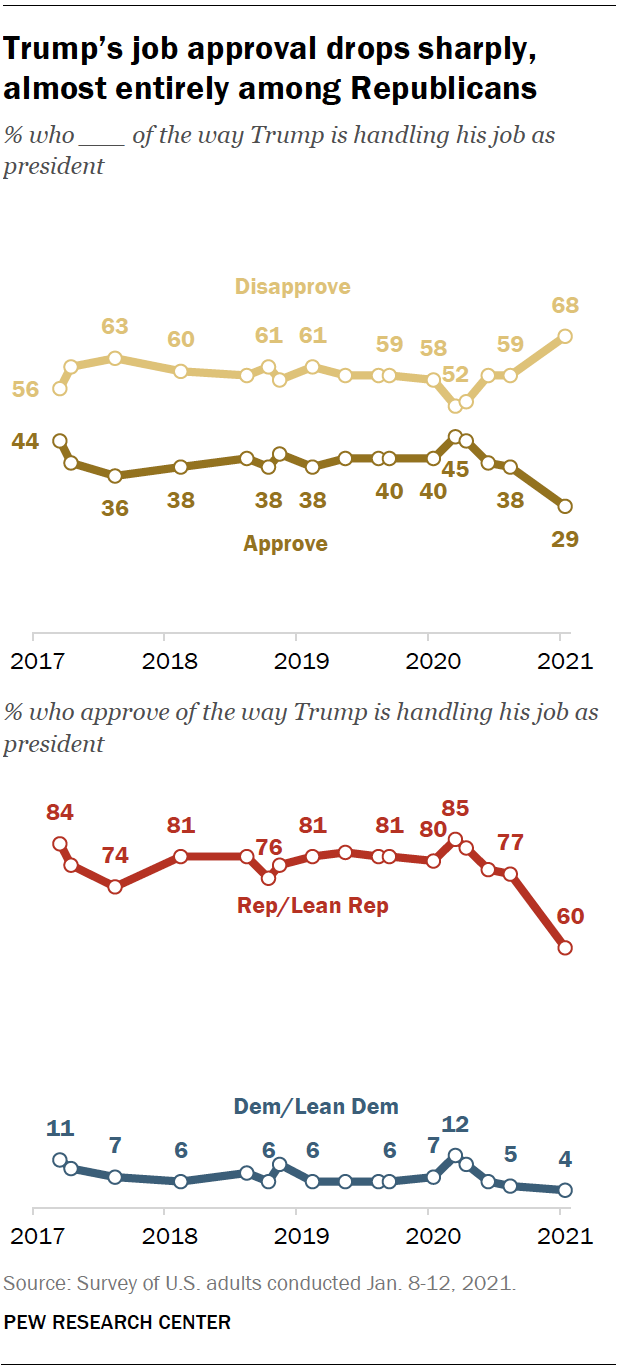 Trump's job approval drops sharply,
almost entirely among Republicans
% who ___ of the way Trump is handling his job as
president
Disapprove
56 63 60 61 61 59 58 52 59 68
44 36 38 38 38 40 40 45 38 29
Approve
2017 2018 2019 2020 2021
% who approve of the way Trump is handling his job as
president
84 74 81 76 81 81 80 85 77 60
Rep/Lean Rep
Dem/Lean Dem
11 7 6 6 6 6 7 12 5 4
2017 2018 2019 2020 2021
Source: Survey of U.S. adults conducted Jan. 8-12, 2021.
PEW RESEARCH CENTER